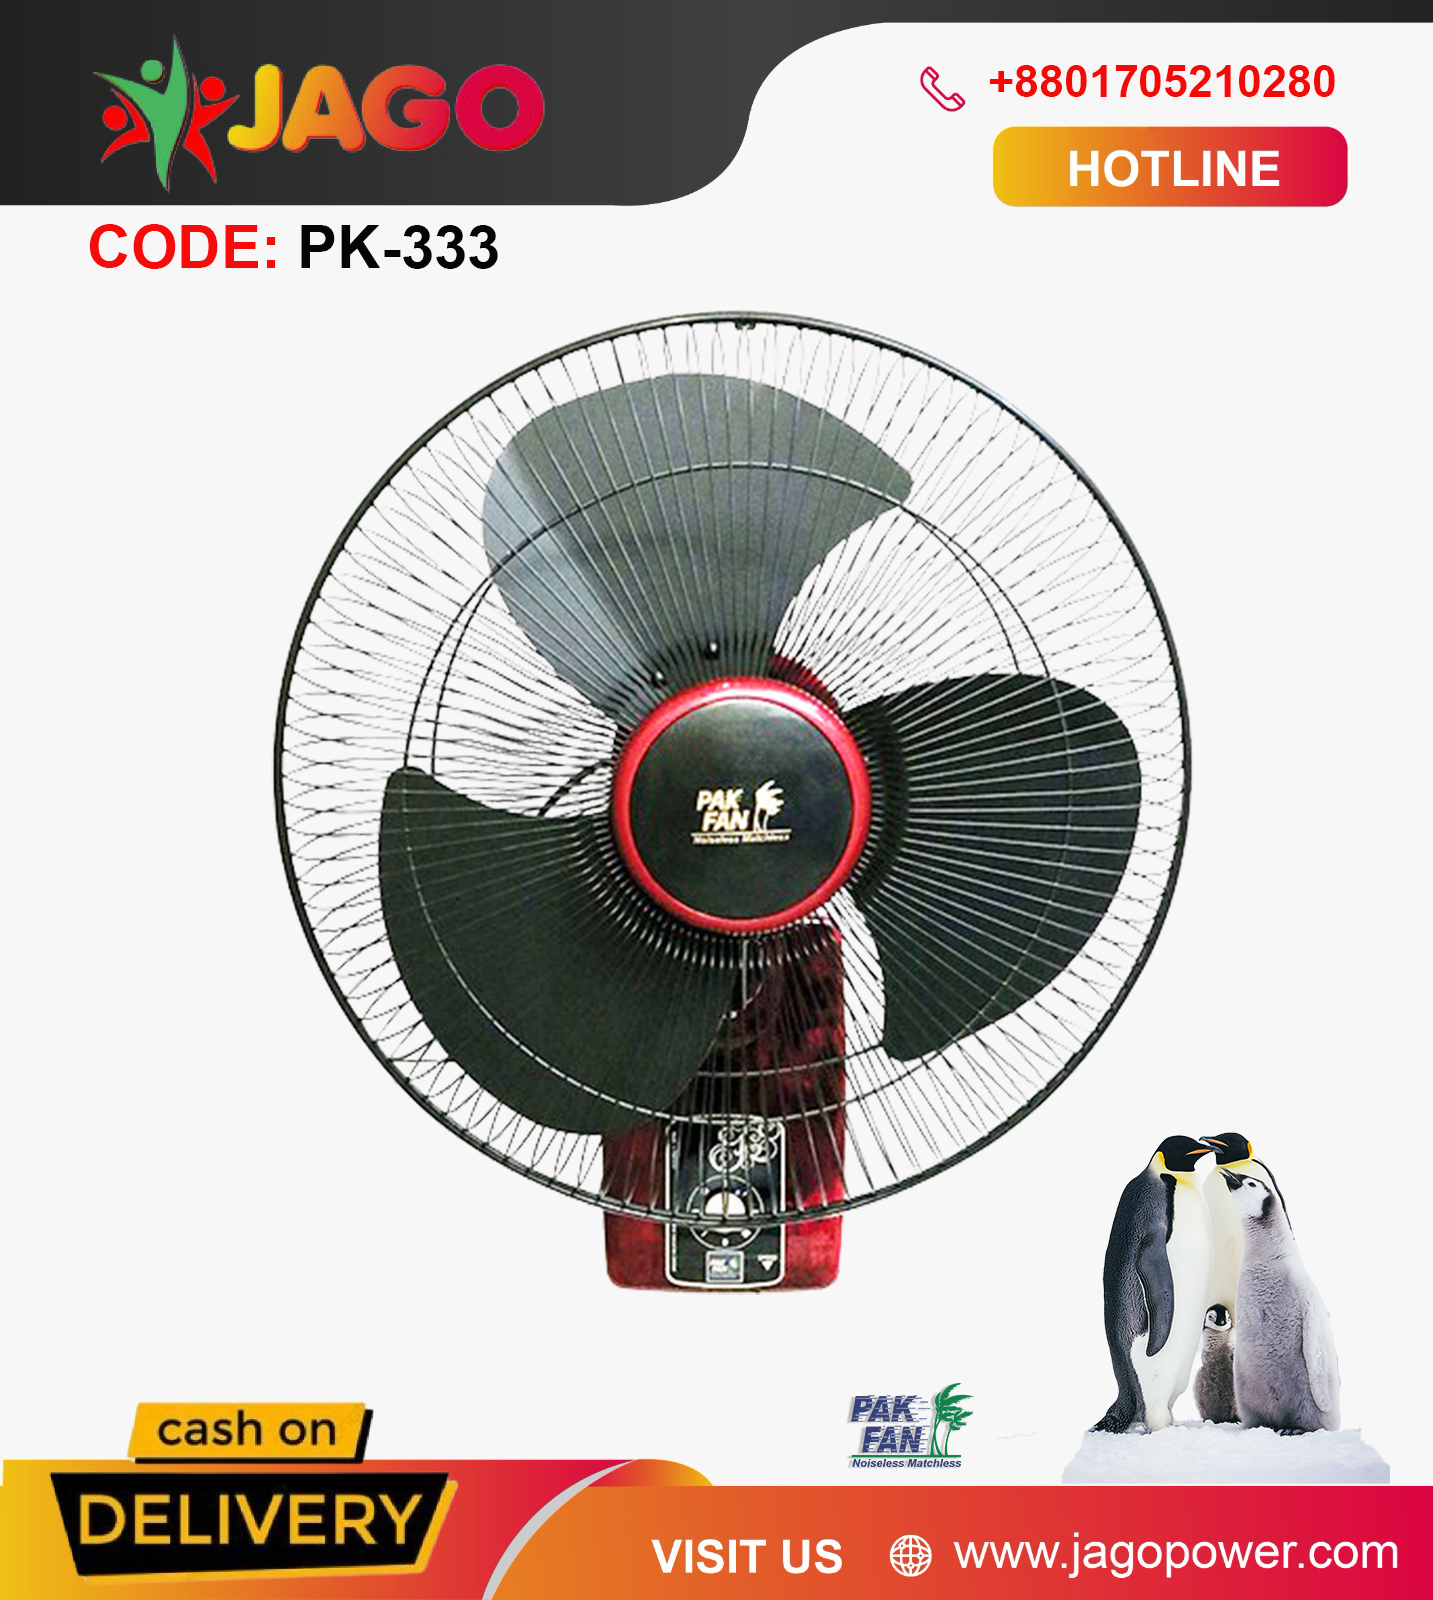 JAGO
+8801705210280
HOTLINE
CODE: PK-333
PAK
FAN
Noiseless Matchless
PAK
FAN
Noiseless Matchless
cash on
DELIVERY
VISIT US
www.jagopower.com